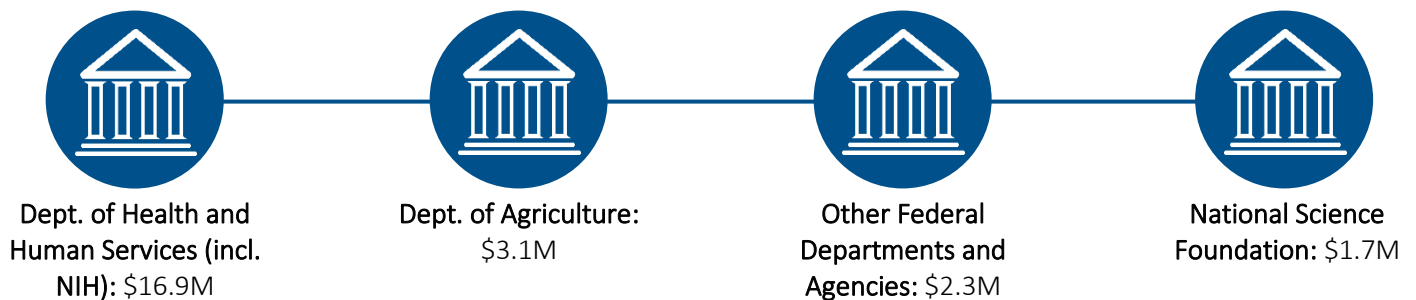 Dept. of Health and
Human Services (incl.
NIH): $16.9M
Dept. of Agriculture:
$3.1M
Other Federal
Departments and
Agencies: $2.3M
National Science
Foundation: $1.7M